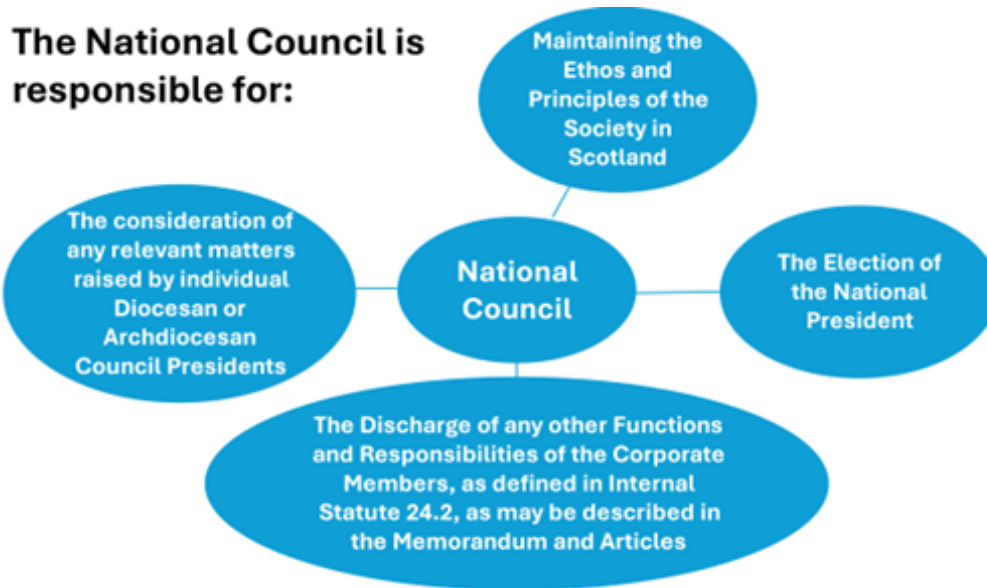 The National Council is
responsible for:
Maintaining the
Ethos and
Principles of the
Society in
Scotland
The consideration of
any relevant matters
raised by individual
Diocesan or
Archdiocesan
Council Presidents
National
Council
The Election of
the National
President
The Discharge of any other Functions
and Responsibilities of the Corporate
Members, as defined in Internal
Statute 24.2, as may be described in
the Memorandum and Articles